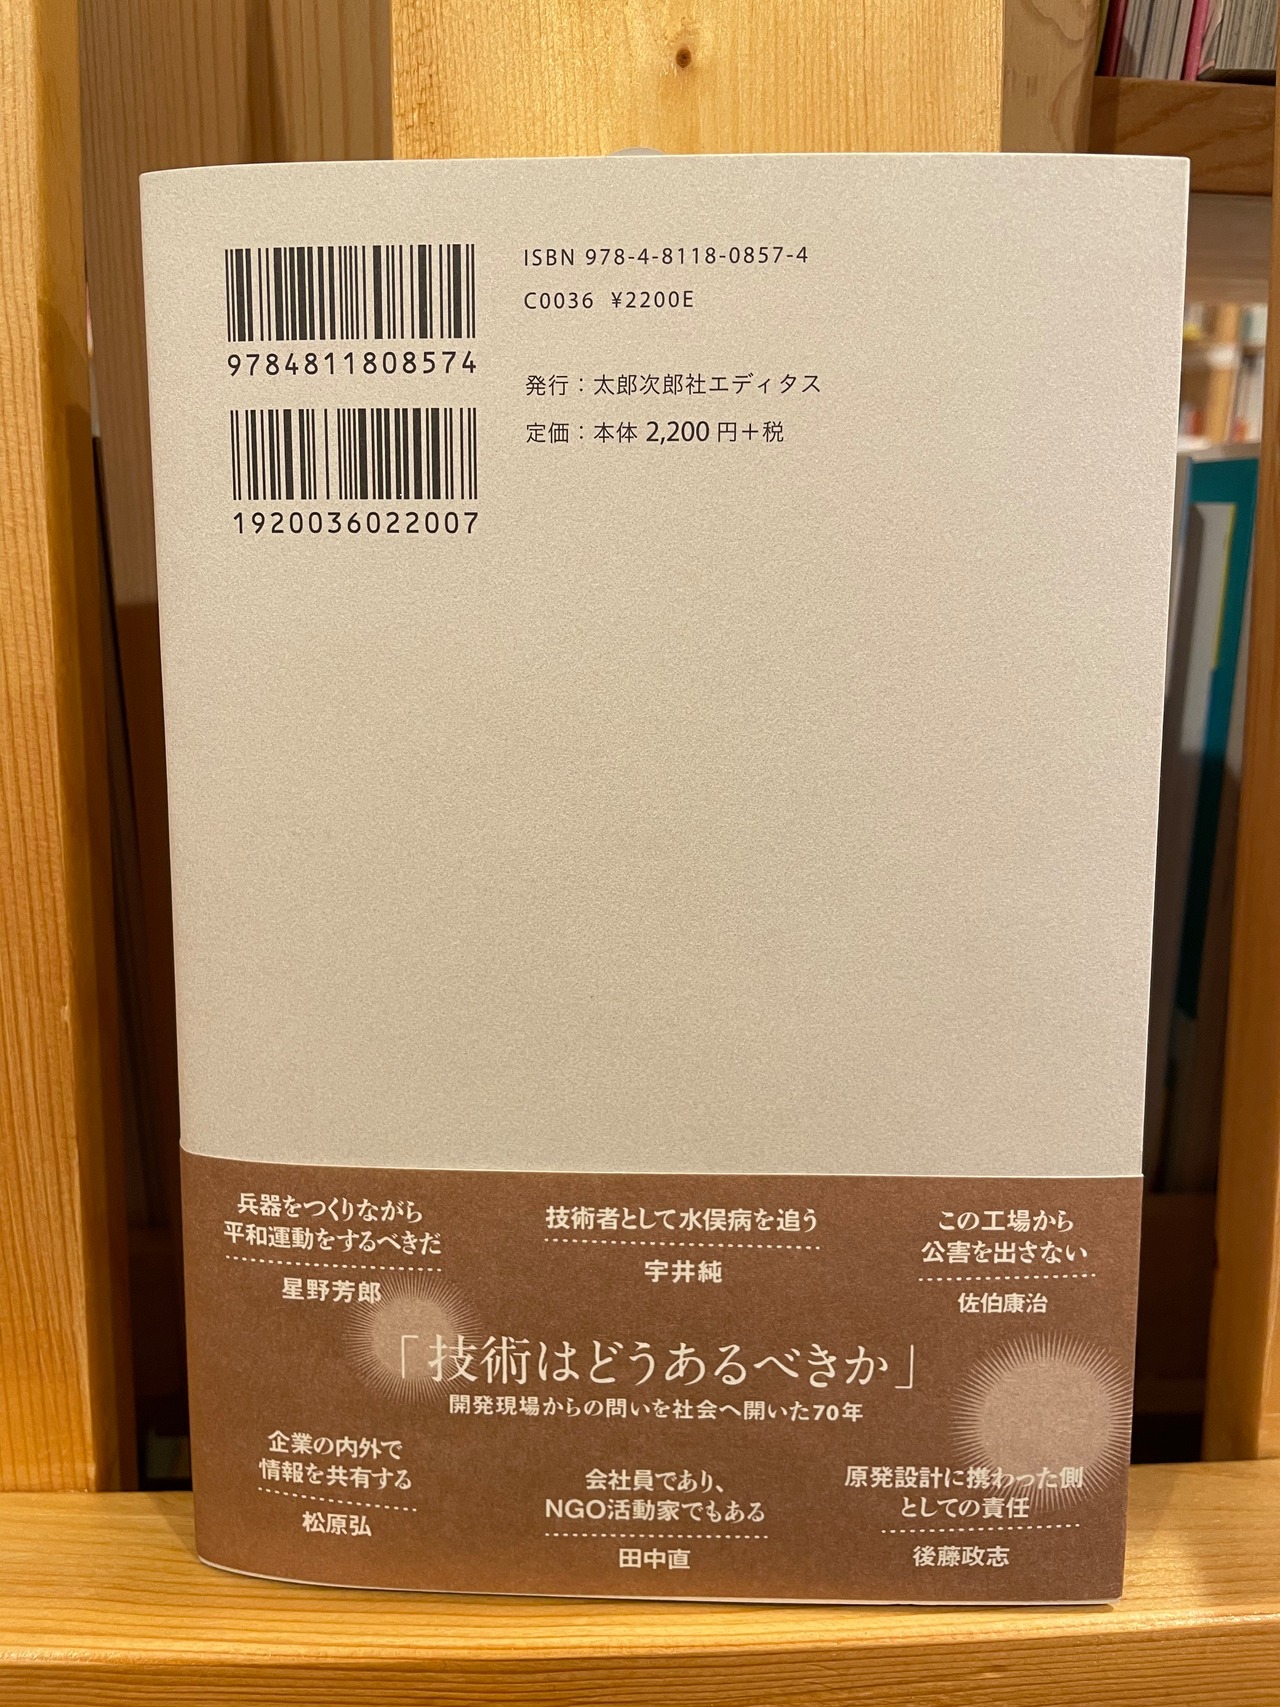 ISBN 978-4-8118-0857-4
C0036 ¥2200E
9784811808574
発行：太郎次郎社エディタス
定価：本体 2,200 円＋税
1920036022007
兵器をつくりながら
平和運動をするべきだ
星野芳郎
技術者として水俣病を追う
宇井純
この工場から
公害を出さない
佐伯康治
「技術はどうあるべきか」
開発現場からの問いを社会へ開いた70年
企業の内外で
情報を共有する
松原弘
会社員であり、
NGO活動家でもある
田中直
原発設計に携わった側
としての責任
後藤政志